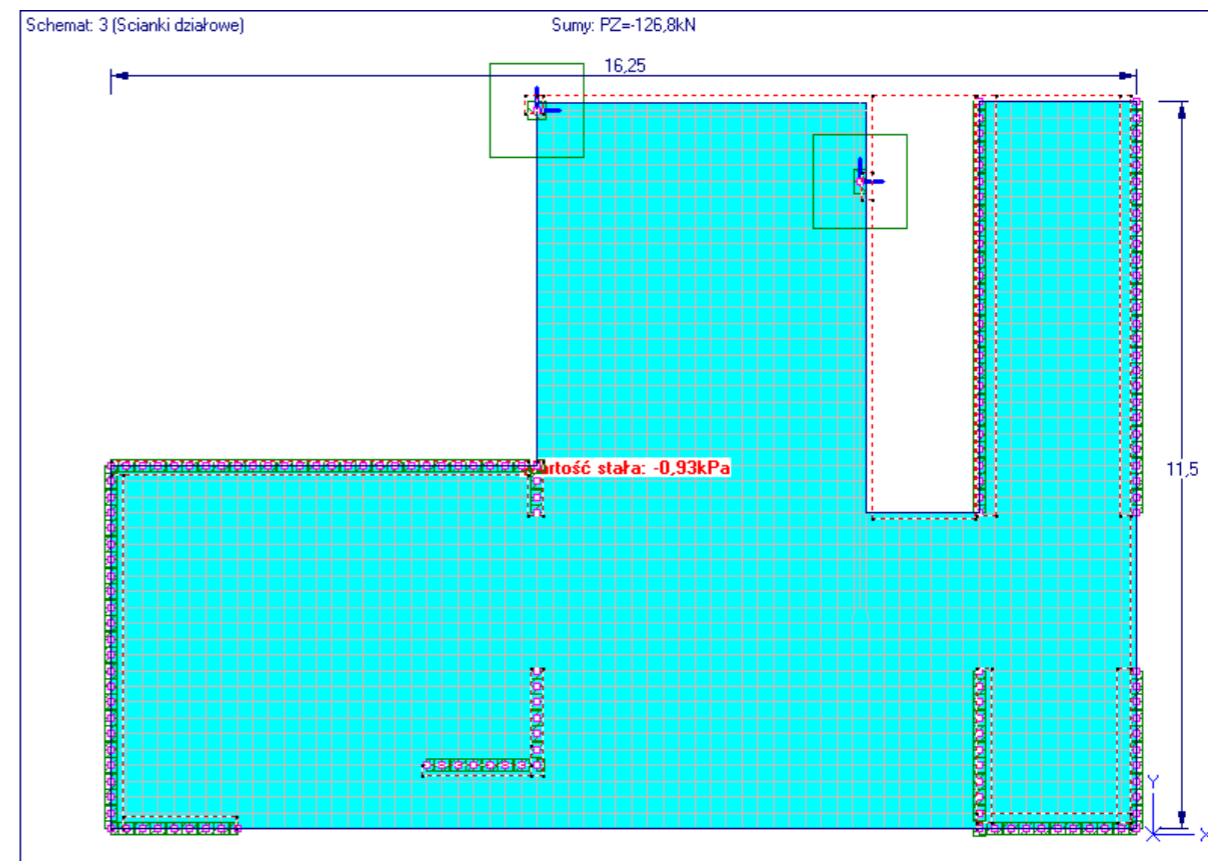 Schemat: 3 (Scianki działowe)
Sumy: PZ=-126,8kN
16,25
artość stała: -0,93kPa
11,5
Y
X